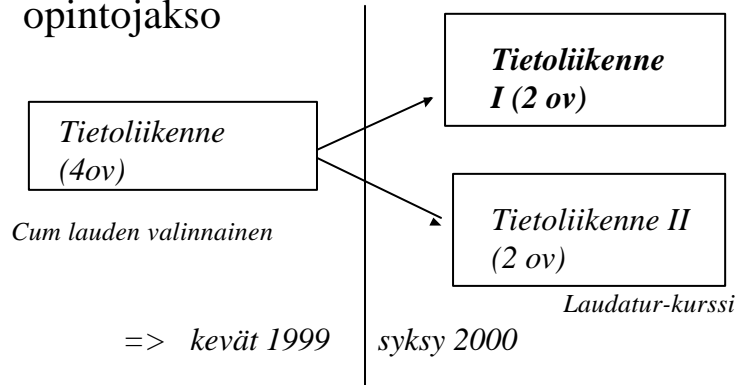 opintojakso
Tietoliikenne
(4ov)
Cum lauden valinnainen
Tietoliikenne
I (2 ov)
Tietoliikenne II
(2 ov)
Laudatur-kurssi
=> kevät 1999
syksy 2000